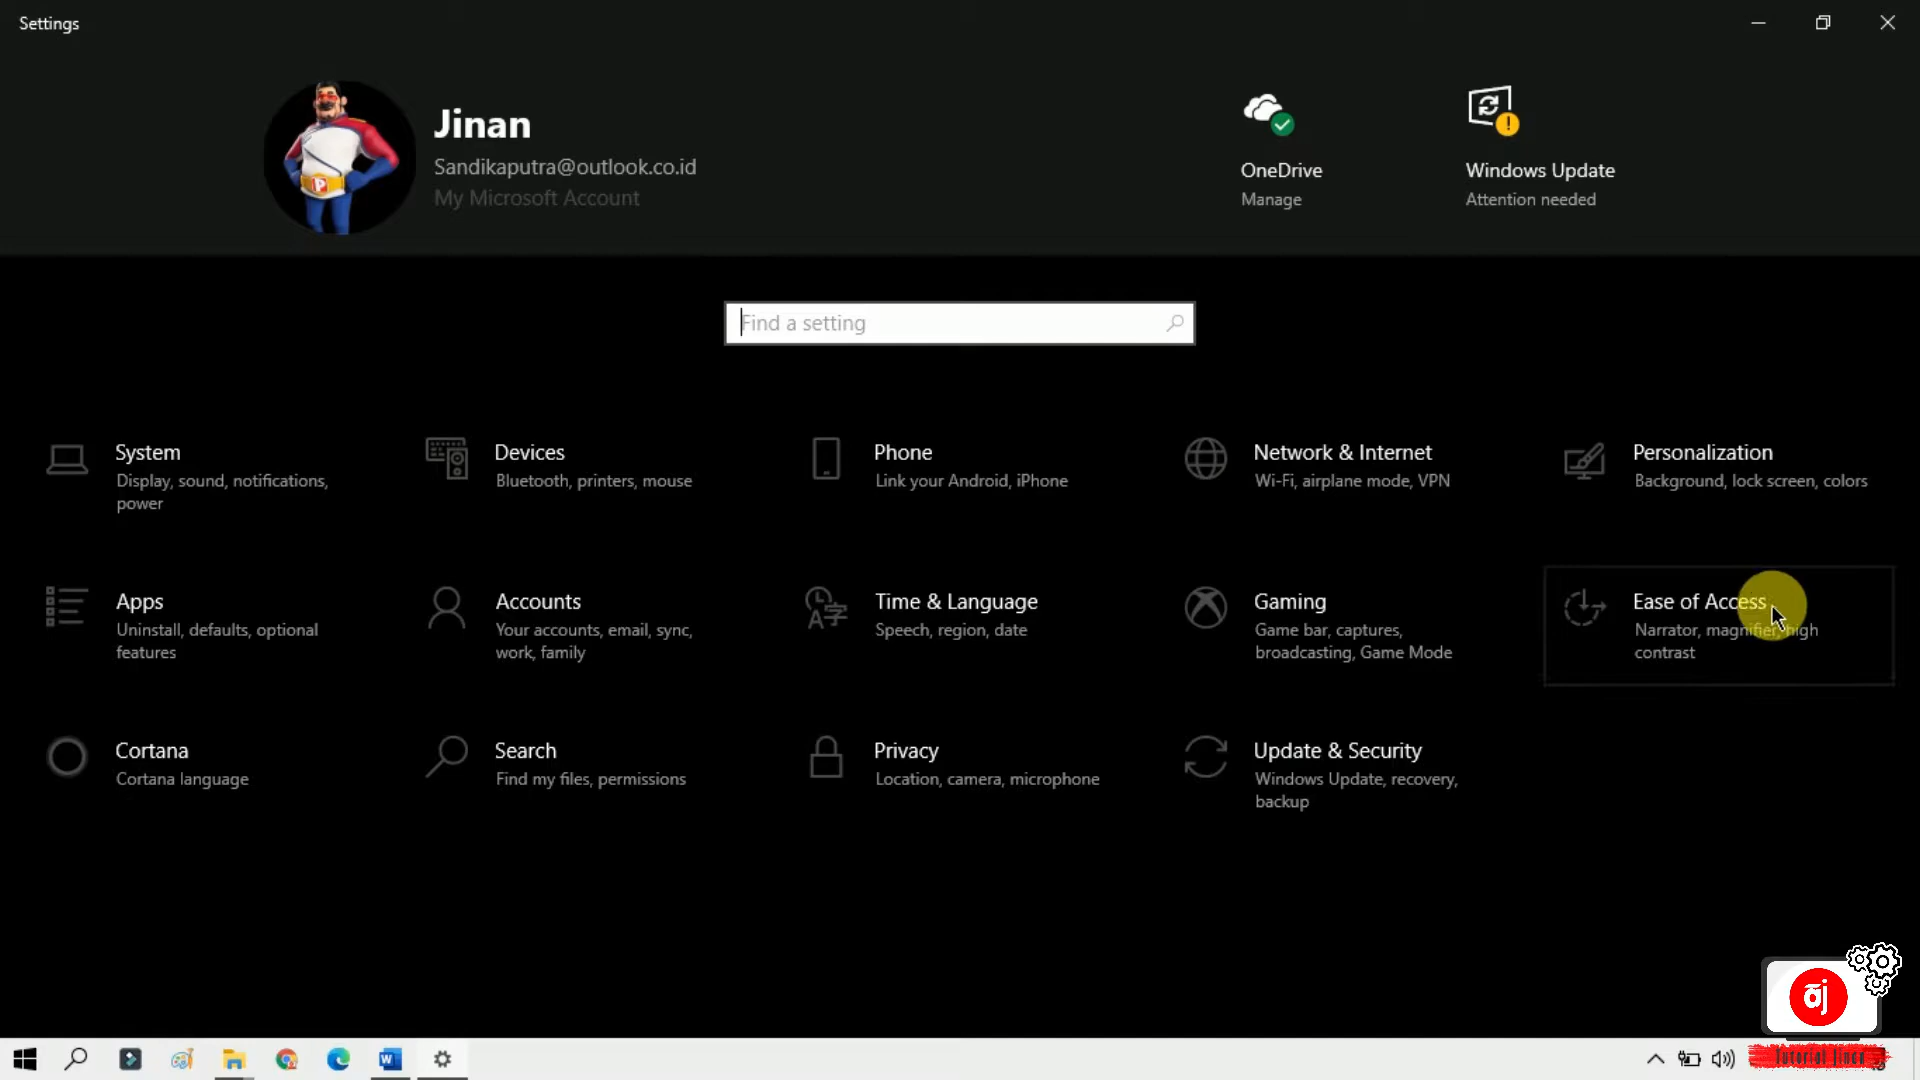 Settings
Jinan
Sandikaputra@outlook.co.id
My Microsoft Account
OneDrive
Manage
Windows Update
Attention needed
Find a setting
System
Display, sound, notifications,
power
Devices
Bluetooth, printers, mouse
Phone
Link your Android, iPhone
Network & Internet
Wi-Fi, airplane mode, VPN
Personalization
Background, lock screen, colors
Apps
Uninstall, defaults, optional
features
Accounts
Your accounts, email, sync,
work, family
Time & Language
Speech, region, date
Gaming
Game bar, captures,
broadcasting, Game Mode
Ease of Access
Narrator, magnifier, high
contrast
Cortana
Cortana language
Search
Find my files, permissions
Privacy
Location, camera, microphone
Update & Security
Windows Update, recovery,
backup
aj
Tutorial Jinan